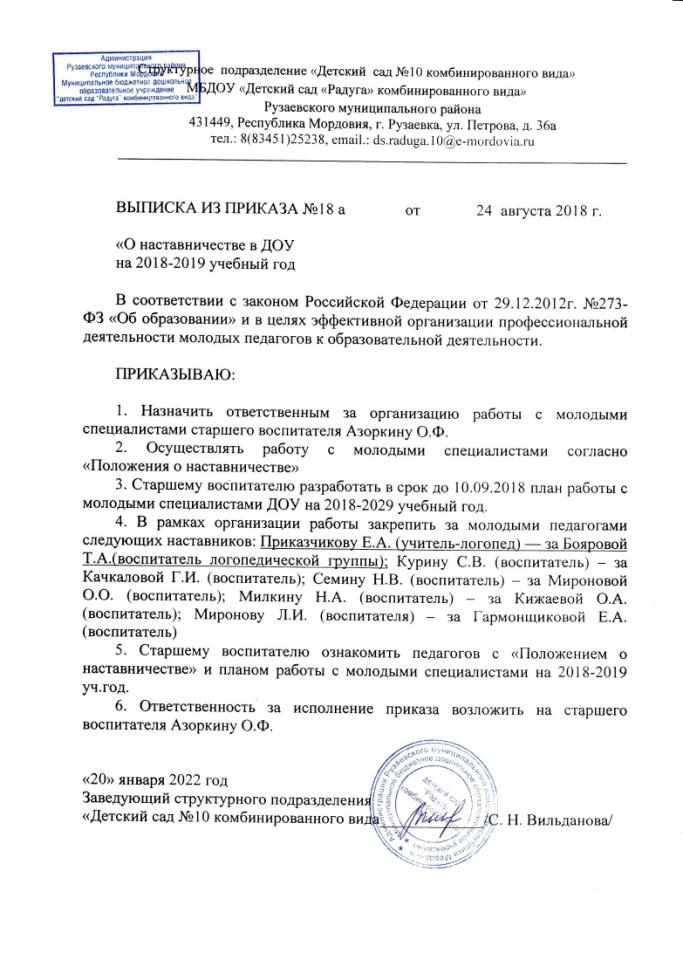 Администрация
Рузаевского муниципального района
Республики Мордовия
Муниципальное бюджетное дошкольное
образовательное учреждение
"детский сад "Радуга" комбинированного вида"
Структурное подразделение «Детский сад №10 комбинированного вида»
МБДОУ «Детский сад «Радуга» комбинированного вида»
Рузаевского муниципального района
431449, Республика Мордовия, г. Рузаевка, ул. Петрова, д. 36а
тел.: 8(83451)25238, email.: ds.raduga.10@e-mordovia.ru
ВЫПИСКА ИЗ ПРИКАЗА №18 а от 24 августа 2018 г.
«О наставничестве в ДОУ
на 2018-2019 учебный год
В соответствии с законом Российской Федерации от 29.12.2012г. №273-
ФЗ «Об образовании» и в целях эффективной организации профессиональной
деятельности молодых педагогов к образовательной деятельности.
ПРИКАЗЫВАЮ:
1. Назначить ответственным за организацию работы с молодыми
специалистами старшего воспитателя Азоркину О.Ф.
2. Осуществлять работу с молодыми специалистами согласно
«Положения о наставничестве»
3. Старшему воспитателю разработать в срок до 10.09.2018 план работы с
молодыми специалистами ДОУ на 2018-2029 учебный год.
4. В рамках организации работы закрепить за молодыми педагогами
следующих наставников: Приказчикову Е.А. (учитель-логопед) — за Бояровой
Т.А.(воспитатель логопедической группы); Курину С.В. (воспитатель) – за
Качкаловой Г.И. (воспитатель); Семину Н.В. (воспитатель) – за Мироновой
О.О. (воспитатель); Милкину Н.А. (воспитатель) – за Кижаевой О.А.
(воспитатель); Миронову Л.И. (воспитателя) – за Гармонщиковой Е.А.
(воспитатель)
5. Старшему воспитателю ознакомить педагогов с «Положением о
наставничестве» и планом работы с молодыми специалистами на 2018-2019
уч.год.
6. Ответственность за исполнение приказа возложить на старшего
воспитателя Азоркину О.Ф.
«20» января 2022 год
Заведующий структурного подразделения
«Детский сад №10 комбинированного вида /С. Н. Вильданова/